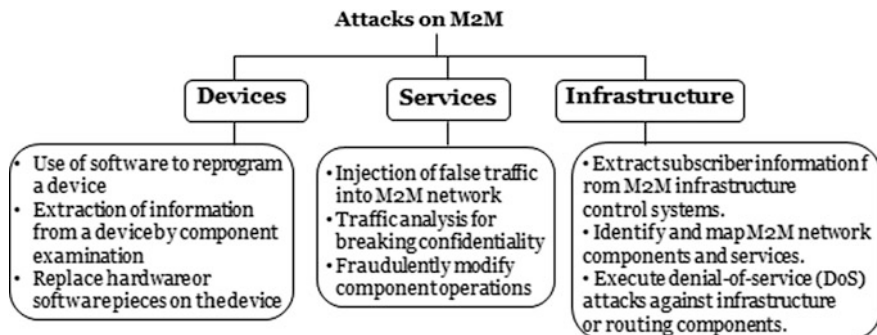 Attacks on M2M
Devices
Services
Infrastructure
• Use of software to reprogram
a device
• Extraction of information
from a device by component
examination
• Replace hardware or
software pieces on the device
• Injection of false traffic
into M2M network
• Traffic analysis for
breaking confidentiality
• Fraudulently modify
component operations
• Extract subscriber information f
rom M2M infrastructure
control systems.
• Identify and map M2M network
components and services.
• Execute denial-of-service (DoS)
attacks against infrastructure
or routing components.